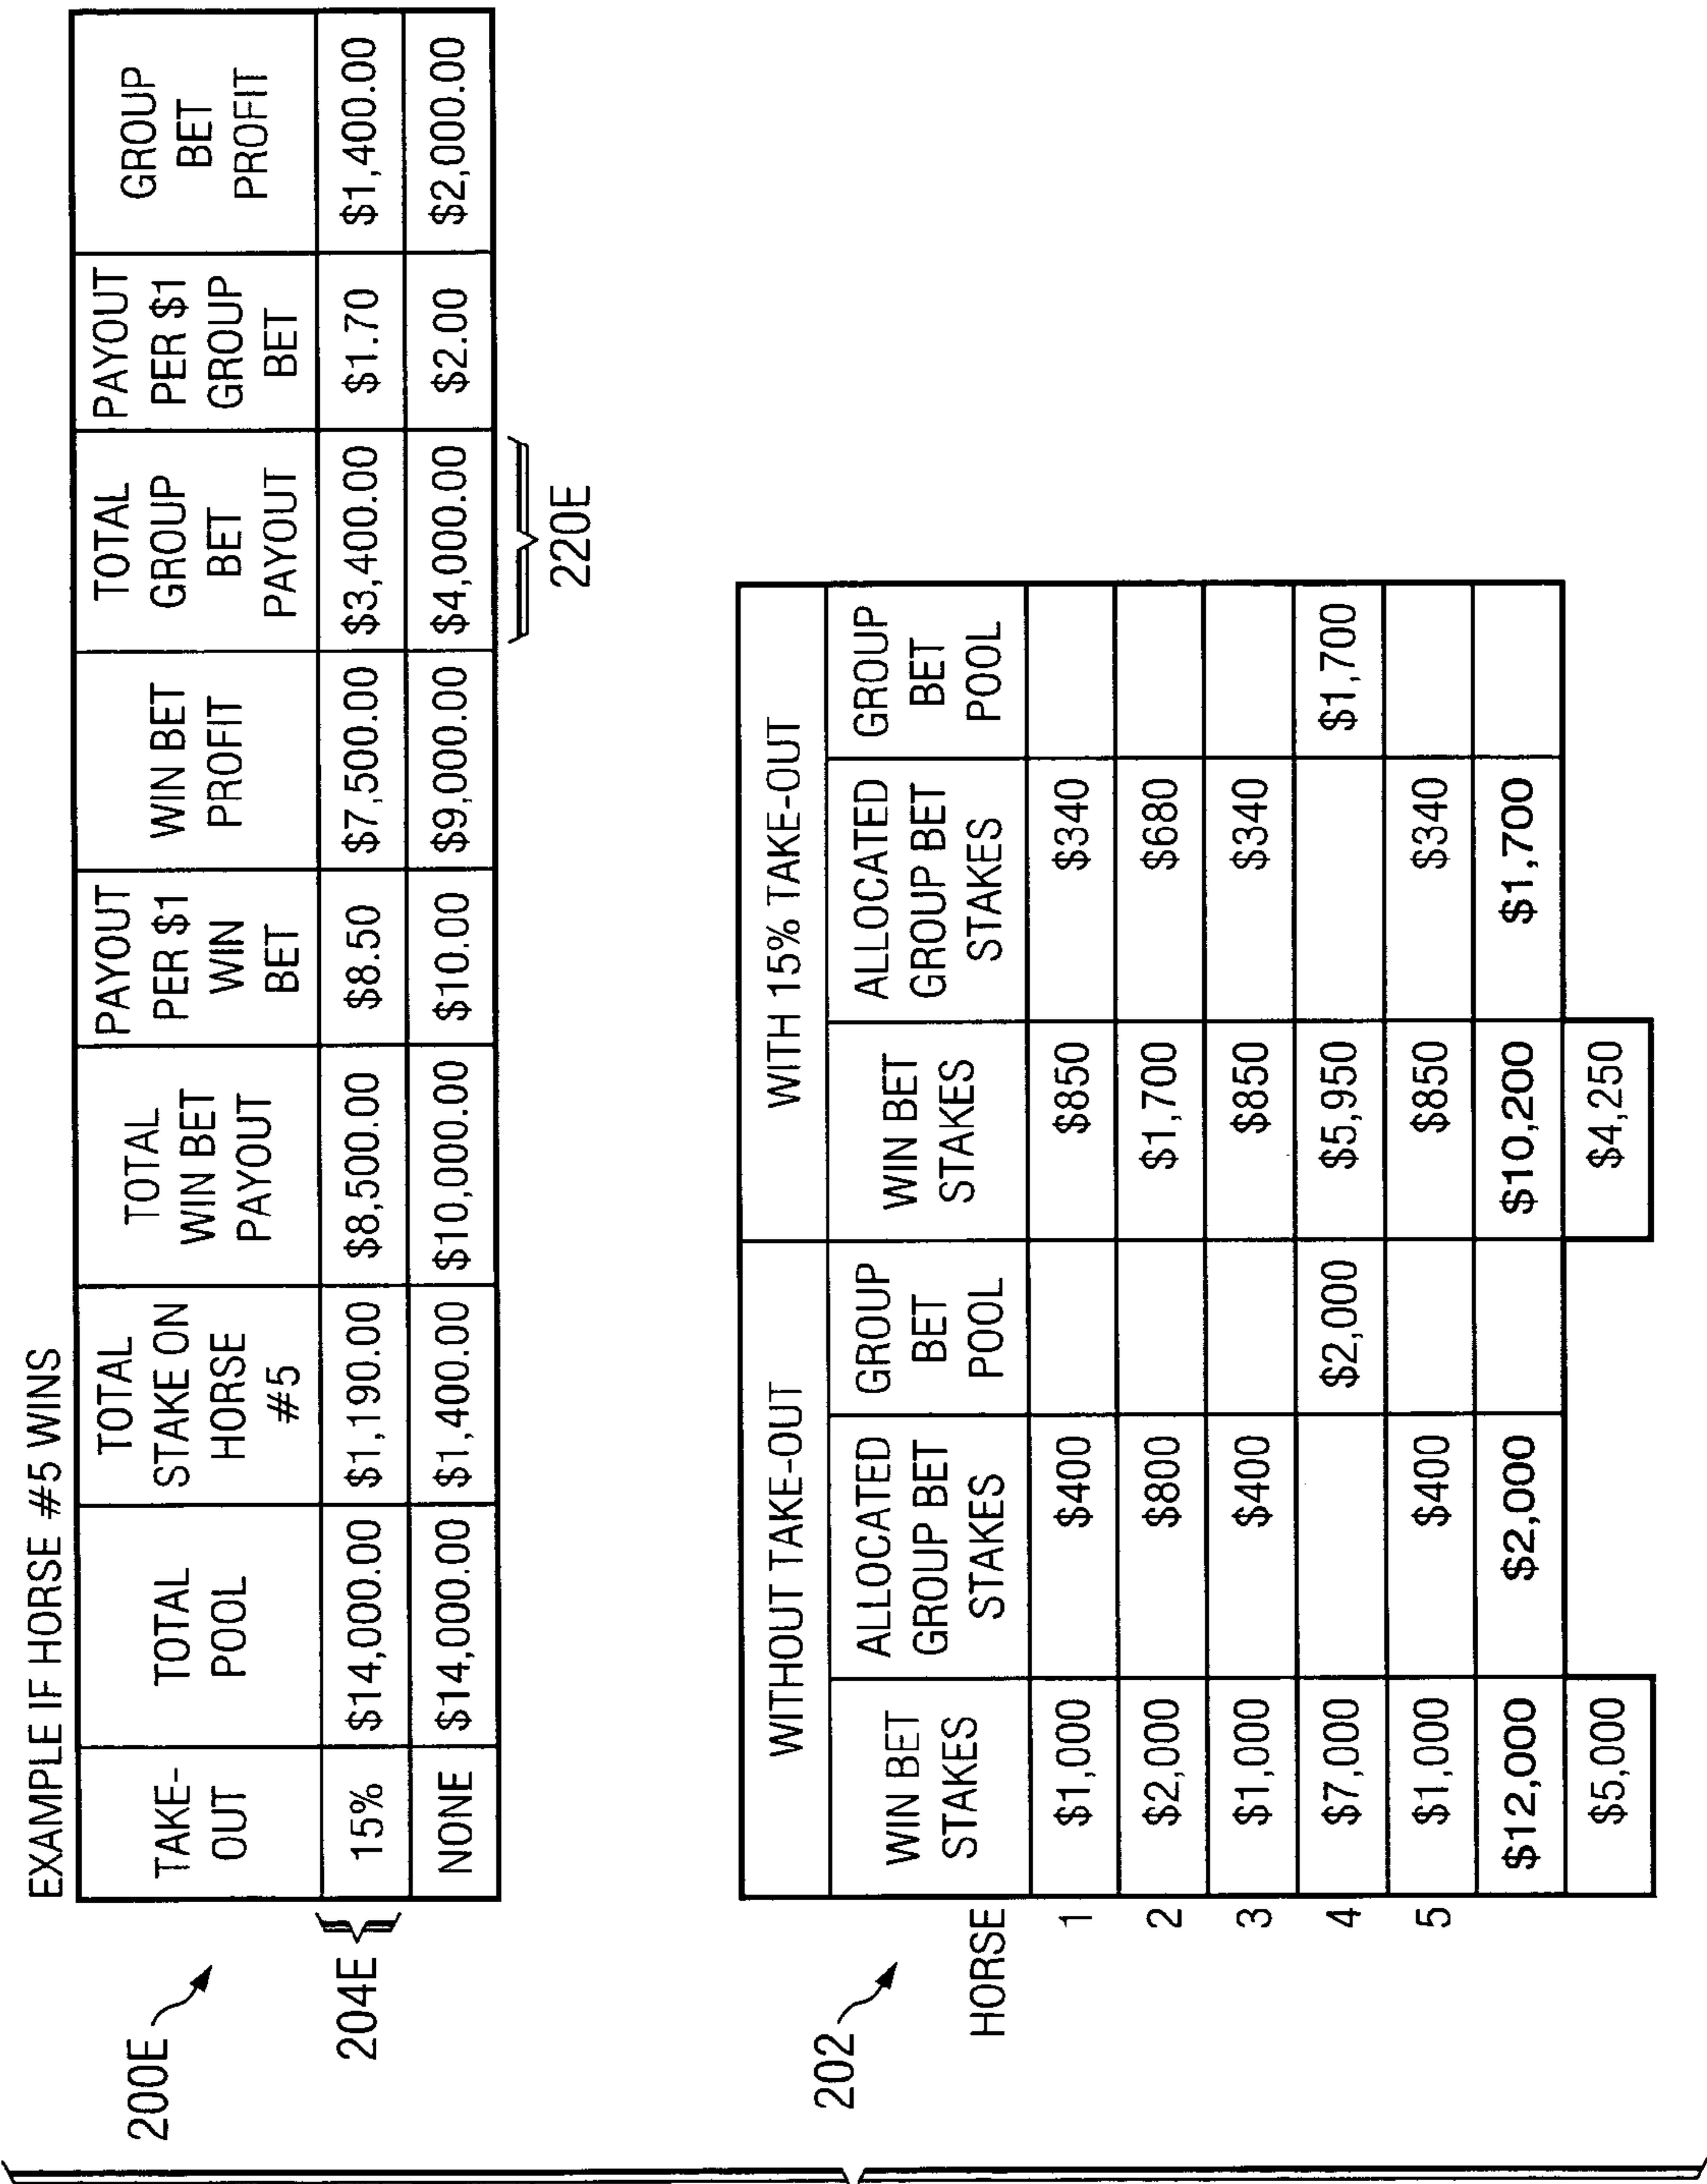 EXAMPLE IF HORSE #5 WINS
200E
TAKE-
OUT
TOTAL
POOL
TOTAL
STAKE ON
HORSE
#5
TOTAL
WIN BET
PAYOUT
PAYOUT
PER $1
WIN
BET
WIN BET
PROFIT
TOTAL
GROUP
BET
PAYOUT
PAYOUT
PER $1
GROUP
BET
GROUP
BET
PROFIT
204E
15% $14,000.00 $1,190.00 $8,500.00 $8.50 $7,500.00 $3,400.00 $1.70 $1,400.00
NONE $14,000.00 $1,400.00 $10,000.00 $10.00 $9,000.00 $4,000.00 $2.00 $2,000.00
220E
202
WITHOUT TAKE-OUT WITH 15% TAKE-OUT
HORSE
WIN BET
STAKES
ALLOCATED
GROUP BET
STAKES
GROUP
BET
POOL
WIN BET
STAKES
ALLOCATED
GROUP BET
STAKES
GROUP
BET
POOL
1 $1,000 $400 $850 $340
2 $2,000 $800 $1,700 $680
3 $1,000 $400 $850 $340
4 $7,000 $2,000 $5,950 $1,700
5 $1,000 $400 $850 $340
$12,000 $2,000 $10,200 $1,700
$5,000 $4,250